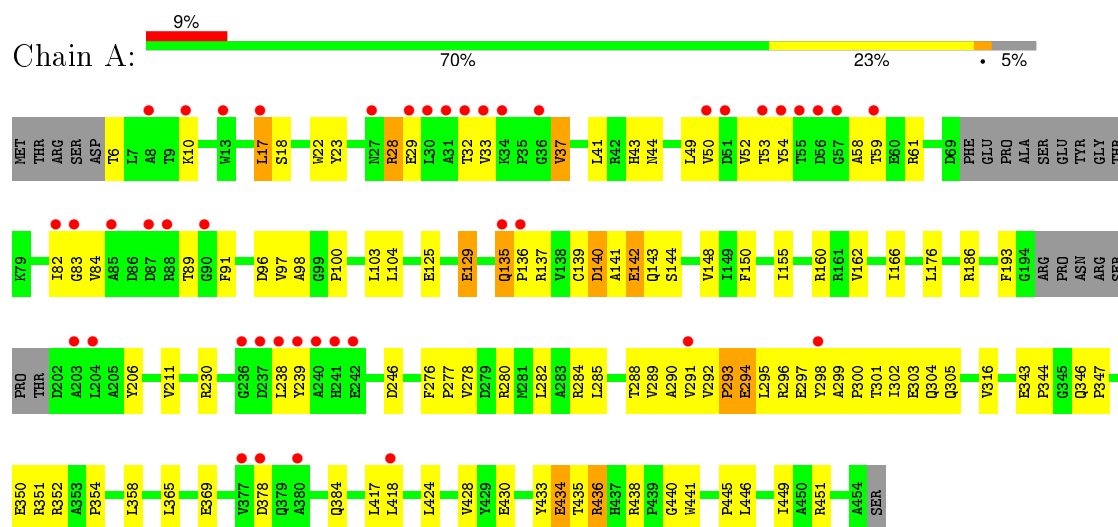 9%
Chain A:
70% 23% • 5%
MET THR ARG SER ASP T6 L7 A8 T9 K10 W13 L17 S18 W22 Y23 N27 R28 E29 L30 A31 T32 V33 K34 P35 G36 V37 L41 R42 H43 N44 L49 V50 D51 V52 T53 Y54 T55 D56 G57 A58 T59 E60 R61 D69 PHE GLU PRO ALA SER GLU TYR GLY THR
K79 I82 G83 V84 A85 D86 D87 R88 T89 G90 F91 D96 V97 A98 G99 P100 L103 L104 E125 E129 Q135 P136 R137 V138 C139 D140 A141 E142 Q143 S144 V148 I149 F150 I155 R160 R161 V162 I166 L176 R186 F193 G194 ARG PRO ASN ARG SER
PRO THR D202 A203 L204 A205 Y206 V211 R230 G236 D237 L238 Y239 A240 H241 E242 D246 F276 P277 V278 D279 R280 M281 L282 A283 R284 L285 T288 V289 A290 V291 V292 P293 E294 L295 R296 E297 Y298 A299 P300 T301 I302 E303 Q304 Q305 V316 E343 P344 G345 Q346 P347
E350 R351 R352 A353 P354 L358 L365 E369 V377 D378 Q379 A380 Q384 L417 L418 L424 V428 Y429 E430 Y433 E434 T435 R436 H437 R438 P439 G440 W441 P445 L446 I449 A450 R451 A454 SER